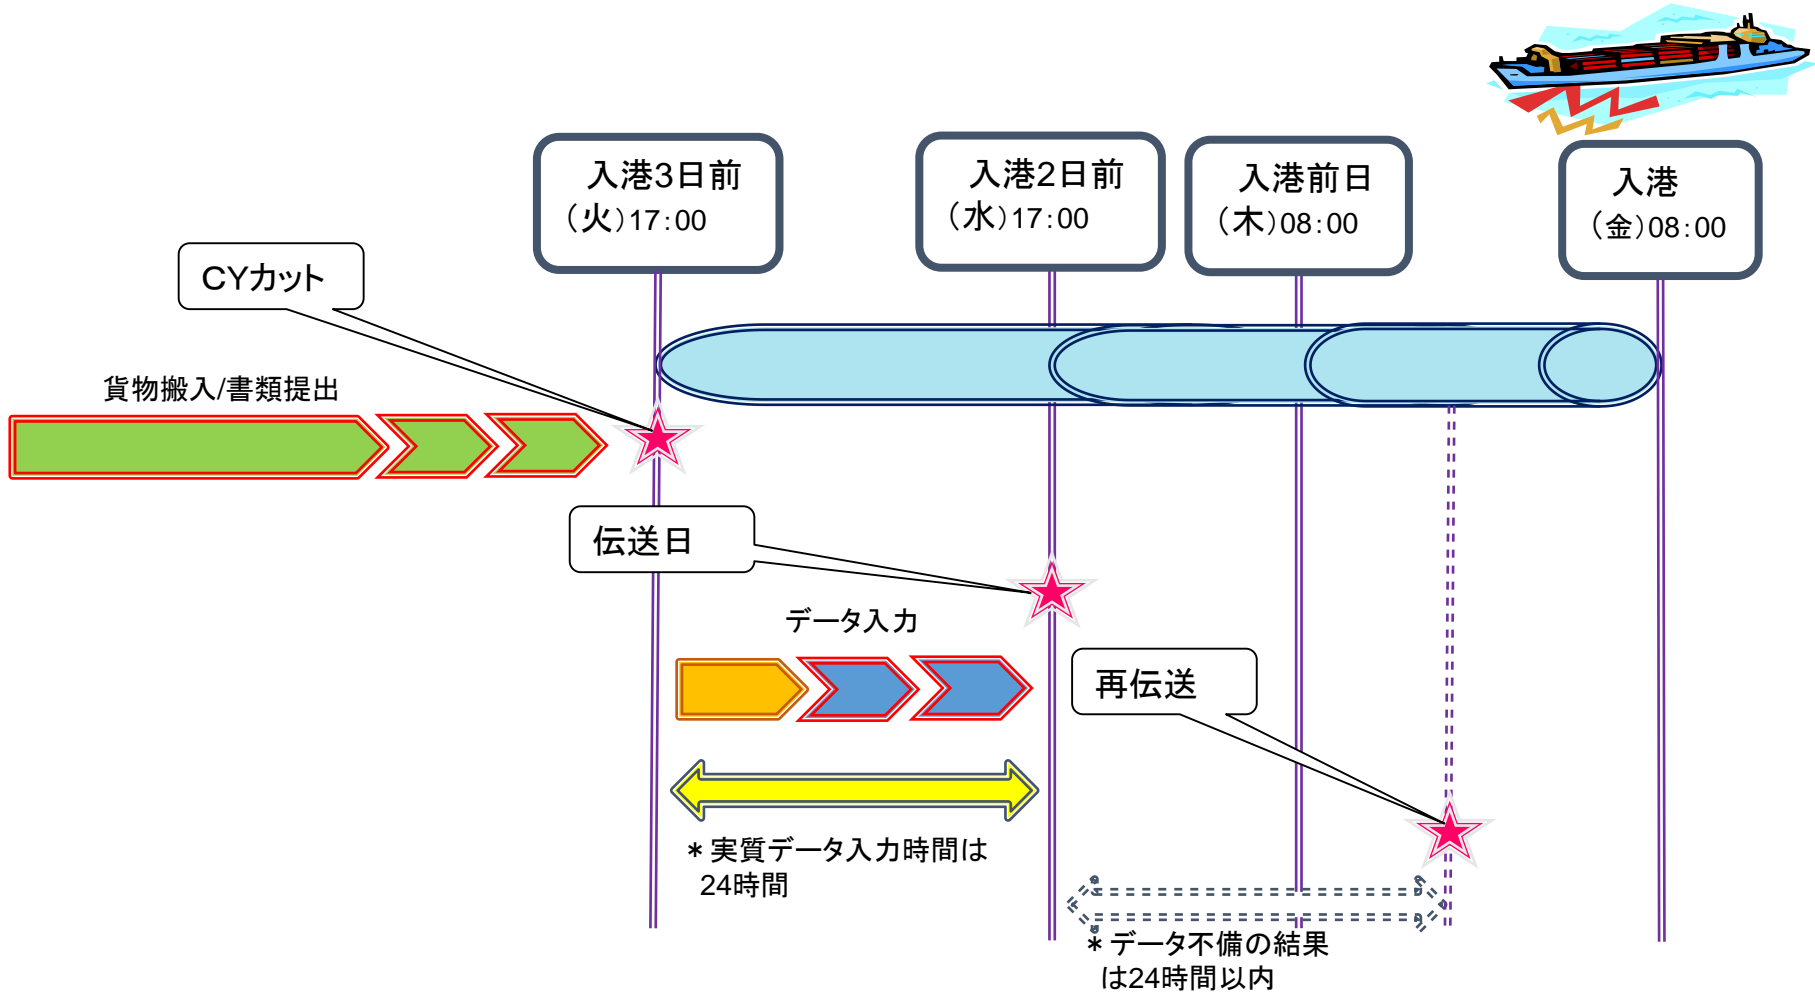 入港3日前
（火）17：00
入港2日前
（水）17：00
入港前日
（木）08：00
入港
（金）08：00
CYカット
貨物搬入/書類提出
伝送日
データ入力
再伝送
＊実質データ入力時間は
24時間
＊データ不備の結果
は24時間以内